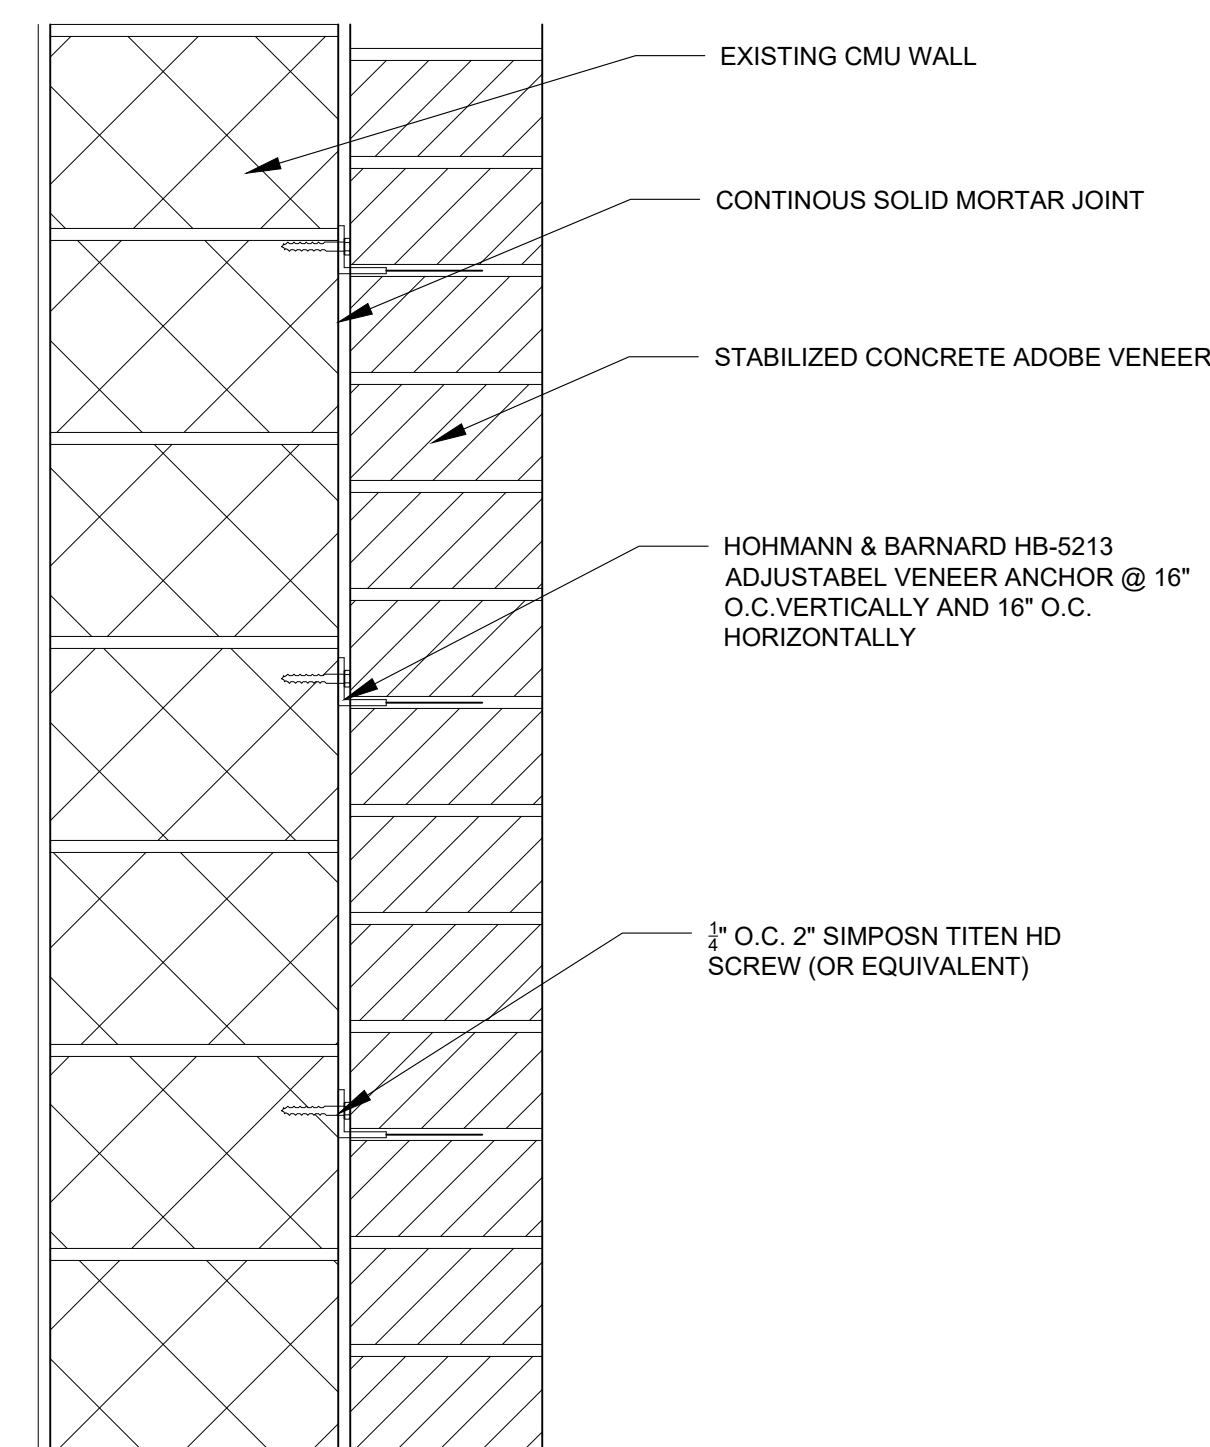 EXISTING CMU WALL
CONTINOUS SOLID MORTAR JOINT
STABILIZED CONCRETE ADOBE VENEER
HOHMANN & BARNARD HB-5213
ADJUSTABEL VENEER ANCHOR @ 16"
O.C.VERTICALLY AND 16" O.C.
HORIZONTALLY
1/4" O.C. 2" SIMPOSN TITEN HD
SCREW (OR EQUIVALENT)